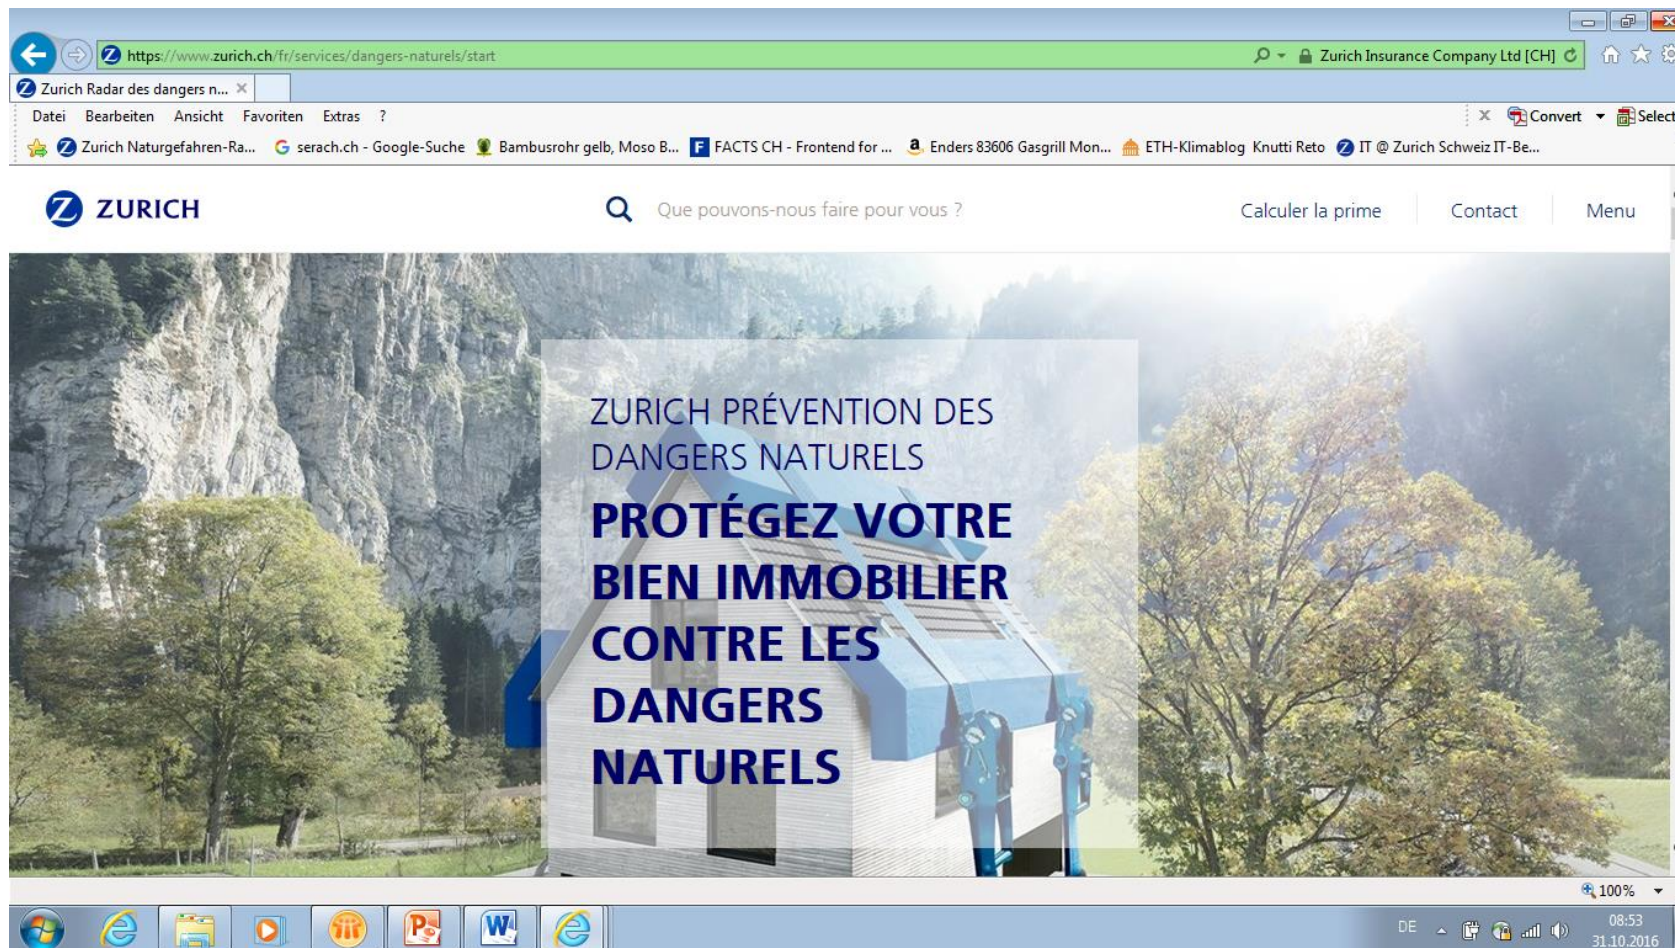 https://www.zurich.ch/fr/services/dangers-naturels/start
Zurich Insurance Company Ltd [CH]
Zurich Radar des dangers n...
Datei Bearbeiten Ansicht Favoriten Extras ?
Convert Select
Zurich Naturgefahren-Ra... serach.ch - Google-Suche Bambusrohr gelb, Moso B... FACTS CH - Frontend for ... Enders 83606 Gasgrill Mon... ETH-Klimablog Knutti Reto IT @ Zurich Schweiz IT-Be...
ZURICH Que pouvons-nous faire pour vous ? Calculer la prime Contact Menu
ZURICH PRÉVENTION DES
DANGERS NATURELS
PROTÉGEZ VOTRE
BIEN IMMOBILIER
CONTRE LES
DANGERS
NATURELS
100%
DE 08:53
31.10.2016